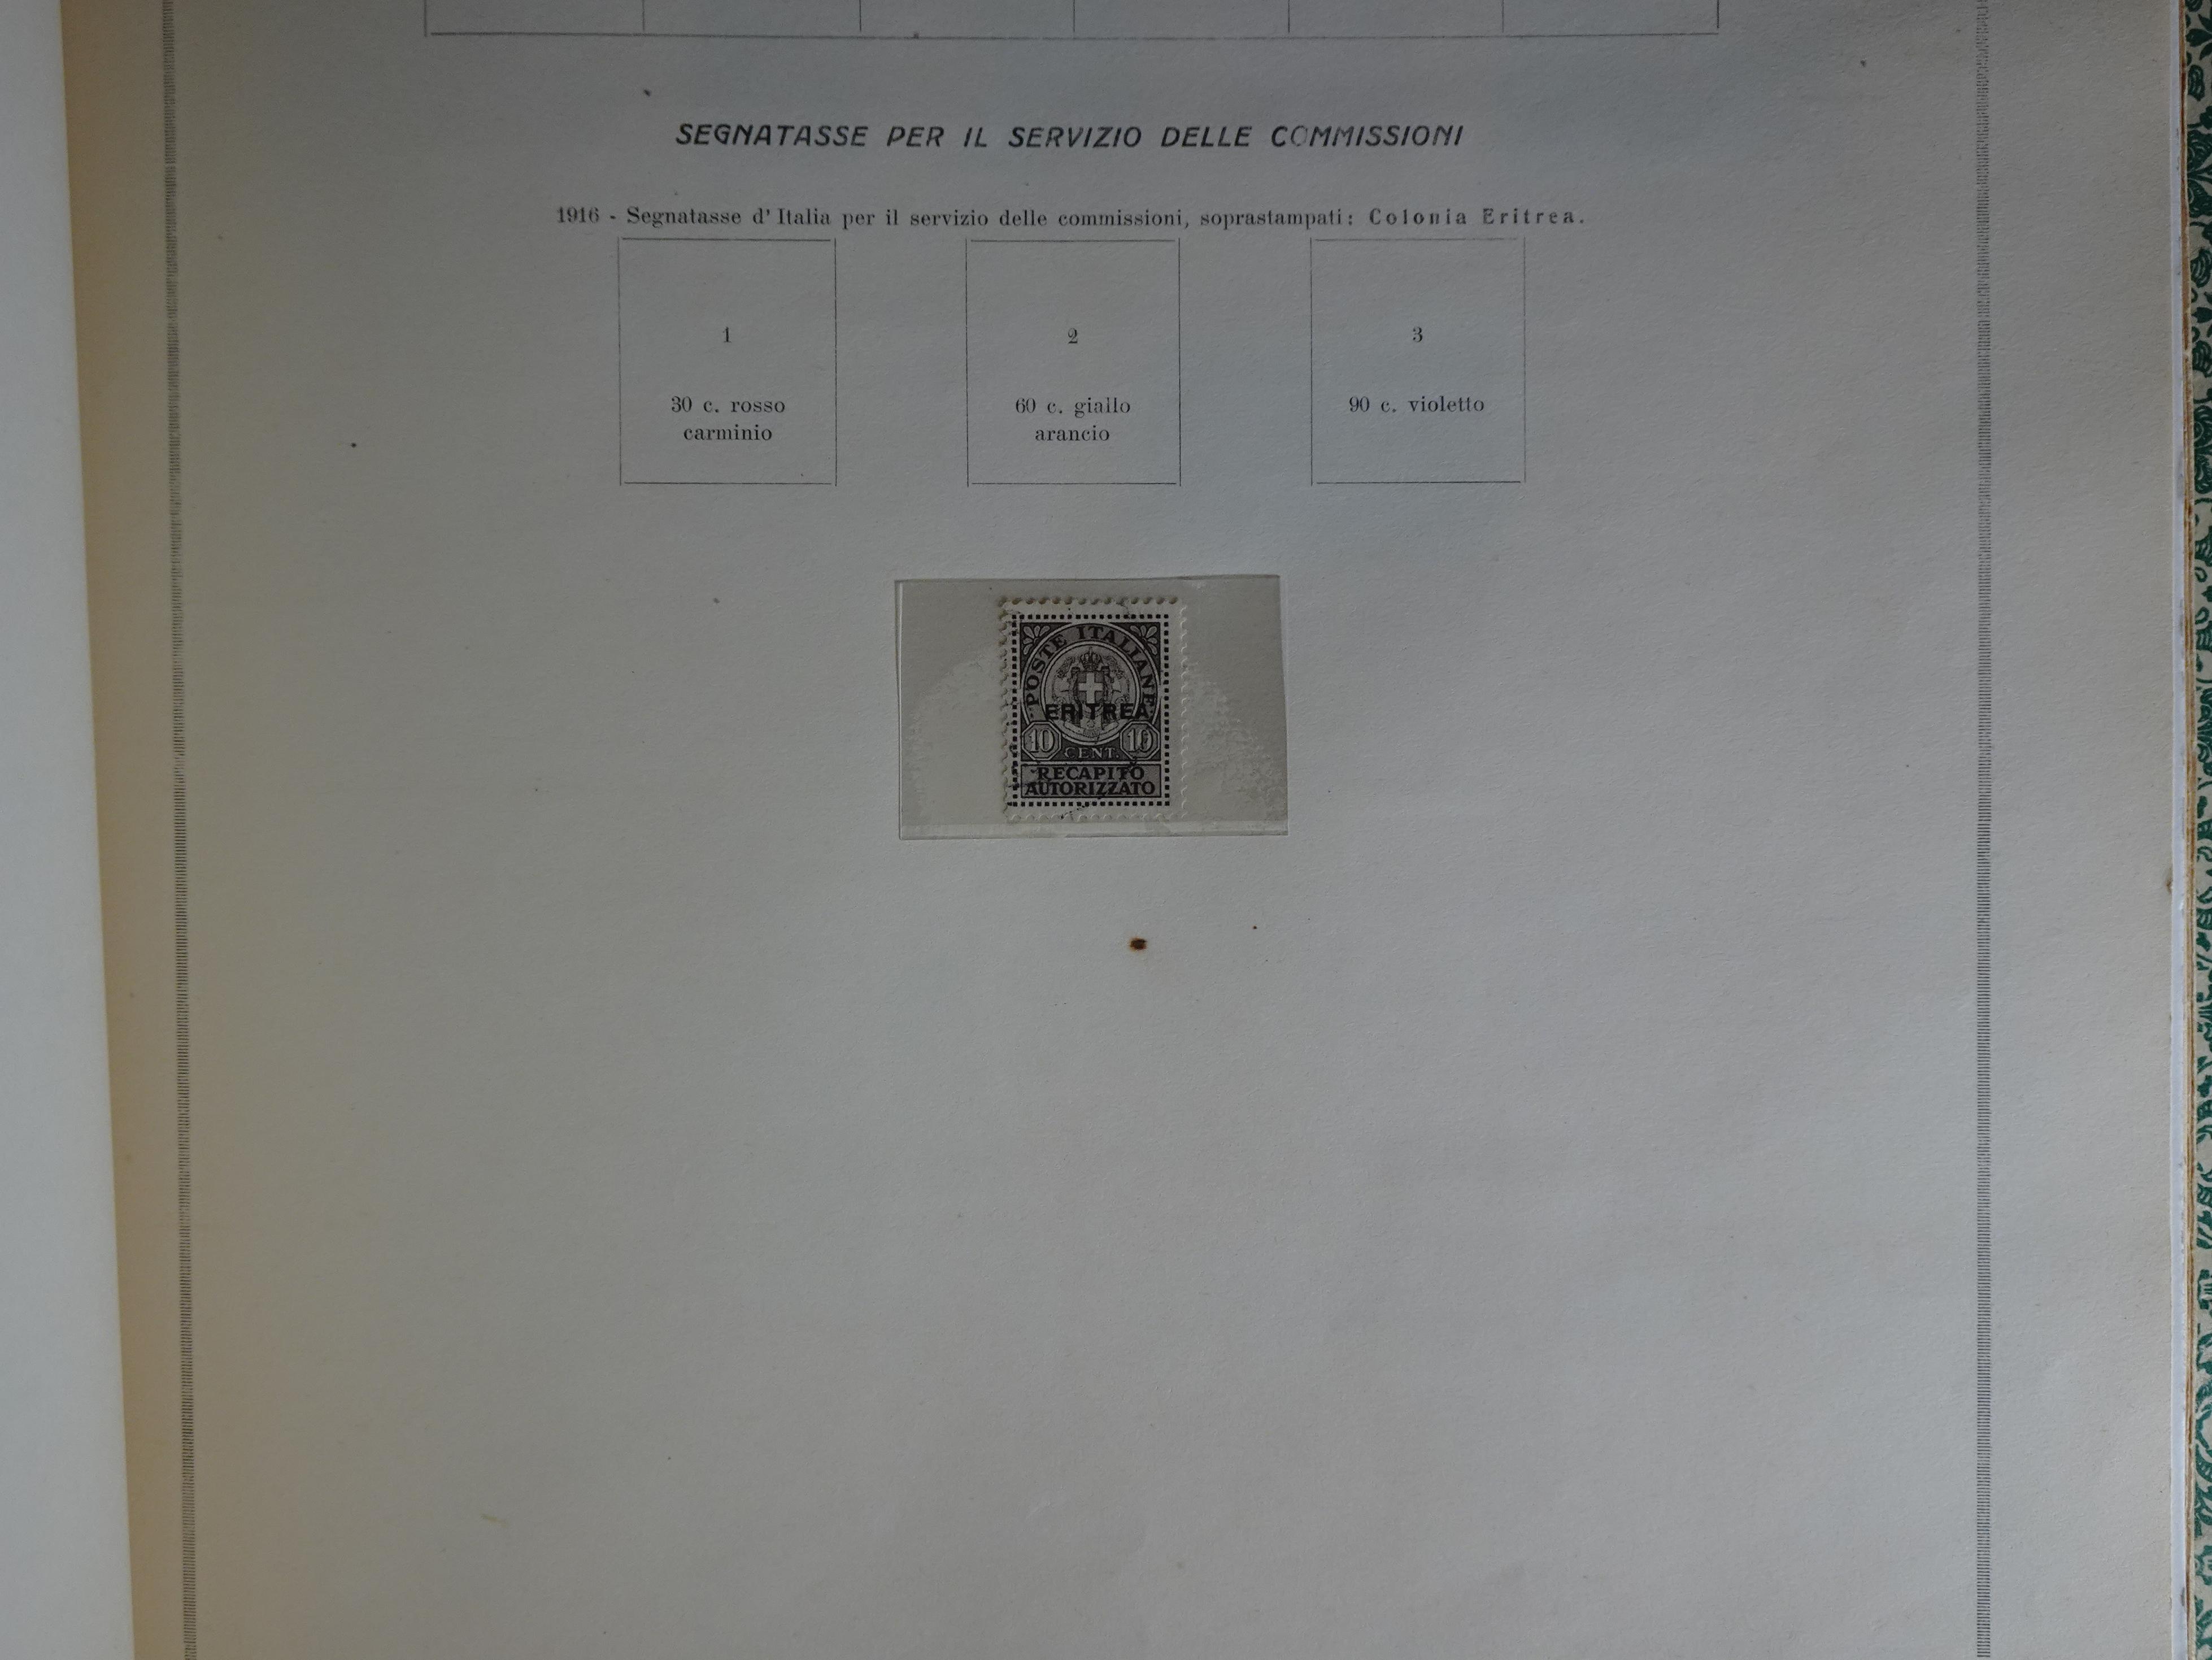 SEGNATASSE PER IL SERVIZIO DELLE COMMISSIONI
1916 - Segnatasse d'Italia per il servizio delle commissioni, soprastampati: Colonia Eritrea.
1
30 c. rosso
carminio
2
60 c. giallo
arancio
3
90 c. violetto
POSTE ITALIANE
ERITREA
10 CENT. 10
RECAPITO
AUTORIZZATO